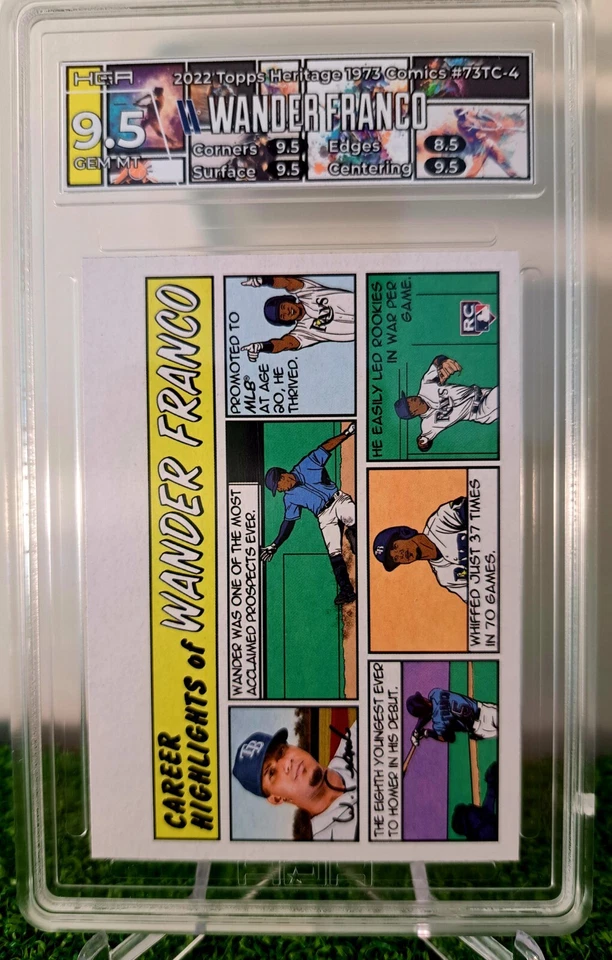 HGA
2022 Topps Heritage 1973 Comics #73TC-4
9.5
GEM MT
WANDER FRANCO
Corners 9.5 Edges 8.5
Surface 9.5 Centering 9.5
CAREER
HIGHLIGHTS of WANDER FRANCO
TB
WANDER WAS ONE OF THE MOST
ACCLAIMED PROSPECTS EVER.
PROMOTED TO
MLB®
AT AGE
20, HE
THRIVED.
RAYS
THE EIGHTH YOUNGEST EVER
TO HOMER IN HIS DEBUT.
WHIFFED JUST 37 TIMES
IN 70 GAMES.
HE EASILY LED ROOKIES
IN WAR PER
GAME.
RAYS
RC